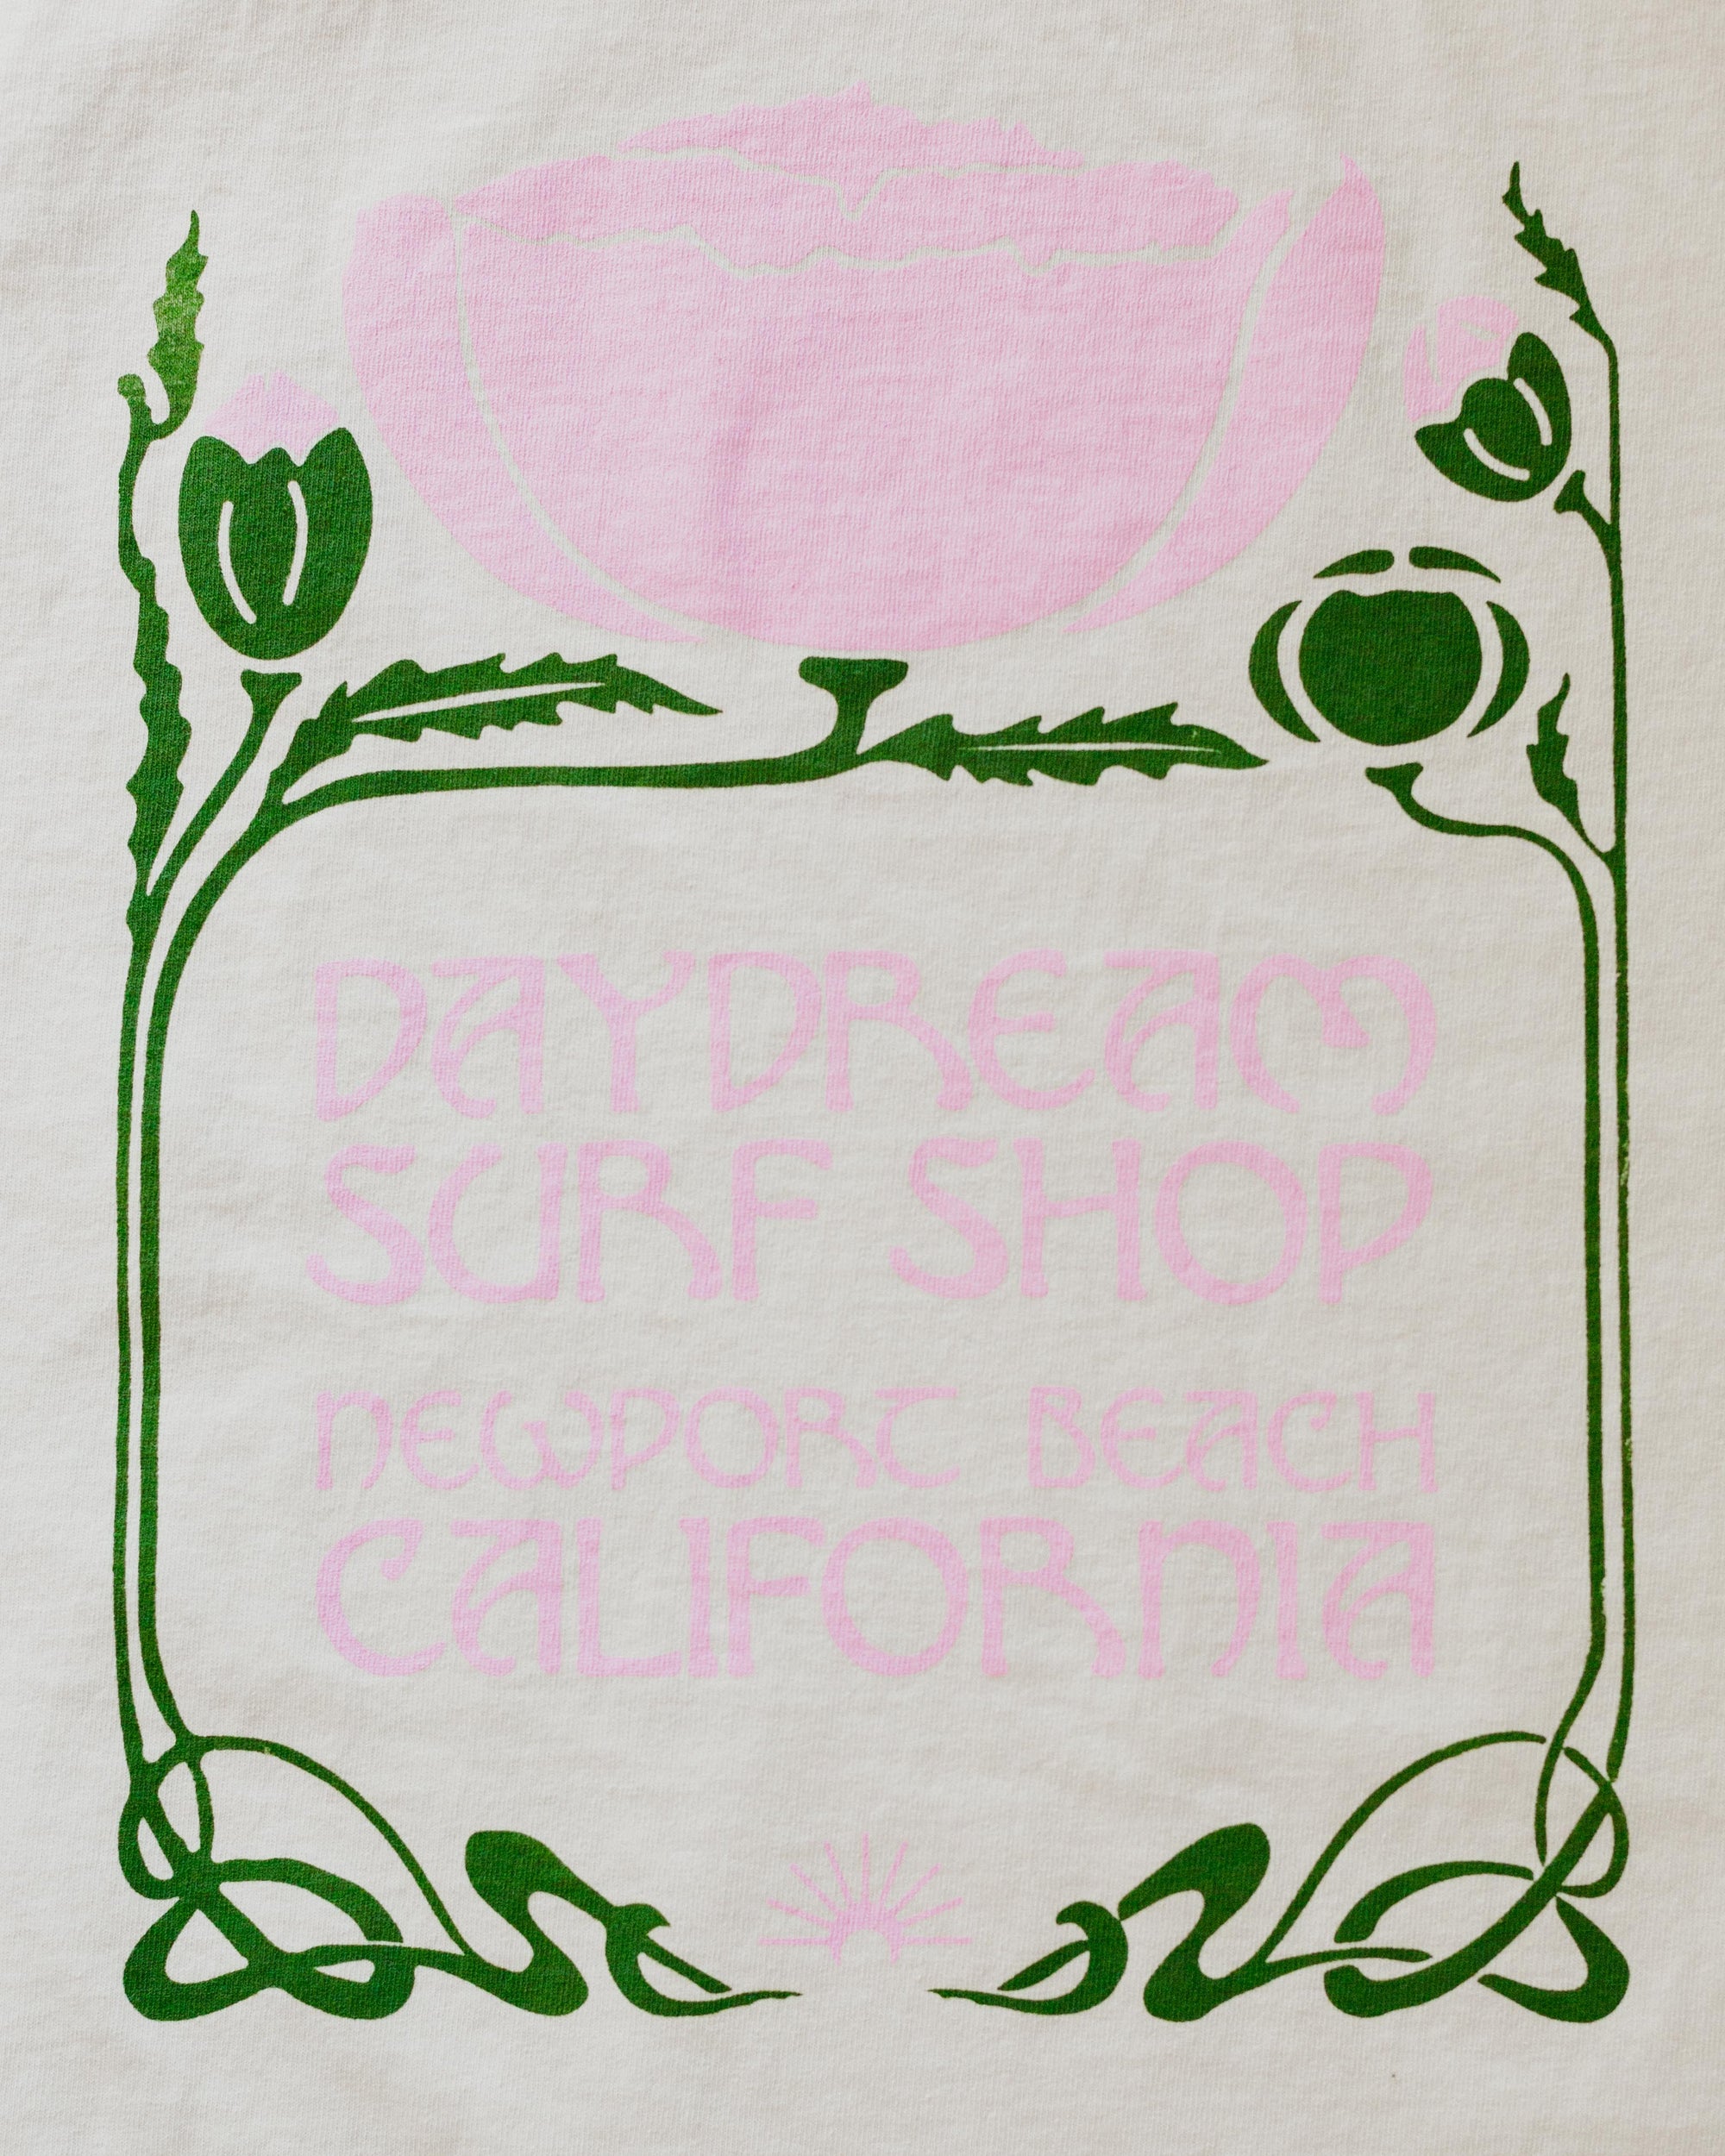 DAYDREAM
SURF SHOP
NEWPORT BEACH
CALIFORNIA